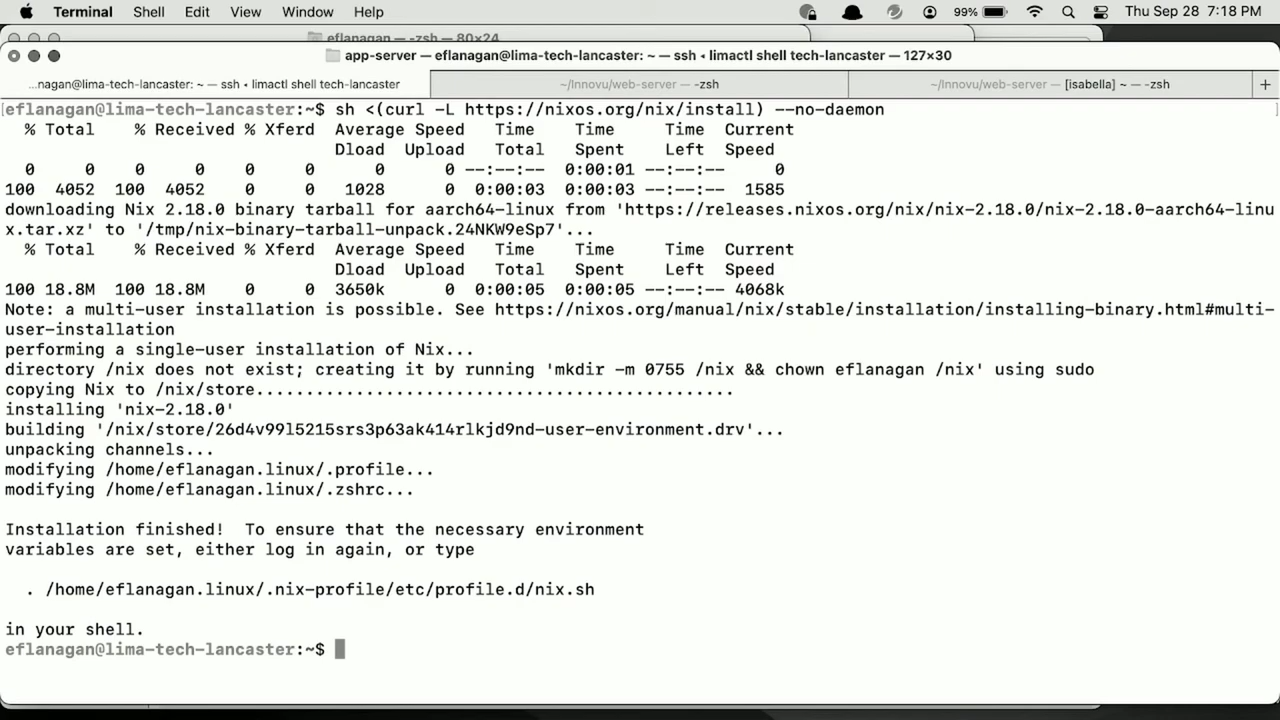 Terminal Shell Edit View Window Help 99% Thu Sep 28 7:18 PM
eflanagan — -zsh — 80×24
app-server — eflanagan@lima-tech-lancaster: ~ — ssh ◂ limactl shell tech-lancaster — 127×30
...nagan@lima-tech-lancaster: ~ — ssh ◂ limactl shell tech-lancaster ~/Innovu/web-server — -zsh ~/Innovu/web-server — [isabella] ~ — -zsh +
eflanagan@lima-tech-lancaster:~$ sh <(curl -L https://nixos.org/nix/install) --no-daemon
% Total % Received % Xferd Average Speed Time Time Time Current
Dload Upload Total Spent Left Speed
0 0 0 0 0 0 0 0 --:--:-- 0:00:01 --:--:-- 0
100 4052 100 4052 0 0 1028 0 0:00:03 0:00:03 --:--:-- 1585
downloading Nix 2.18.0 binary tarball for aarch64-linux from 'https://releases.nixos.org/nix/nix-2.18.0/nix-2.18.0-aarch64-linu
x.tar.xz' to '/tmp/nix-binary-tarball-unpack.24NKW9eSp7'...
% Total % Received % Xferd Average Speed Time Time Time Current
Dload Upload Total Spent Left Speed
100 18.8M 100 18.8M 0 0 3650k 0 0:00:05 0:00:05 --:--:-- 4068k
Note: a multi-user installation is possible. See https://nixos.org/manual/nix/stable/installation/installing-binary.html#multi-
user-installation
performing a single-user installation of Nix...
directory /nix does not exist; creating it by running 'mkdir -m 0755 /nix && chown eflanagan /nix' using sudo
copying Nix to /nix/store................................................
installing 'nix-2.18.0'
building '/nix/store/26d4v99l5215srs3p63ak414rlkjd9nd-user-environment.drv'...
unpacking channels...
modifying /home/eflanagan.linux/.profile...
modifying /home/eflanagan.linux/.zshrc...
Installation finished! To ensure that the necessary environment
variables are set, either log in again, or type
. /home/eflanagan.linux/.nix-profile/etc/profile.d/nix.sh
in your shell.
eflanagan@lima-tech-lancaster:~$